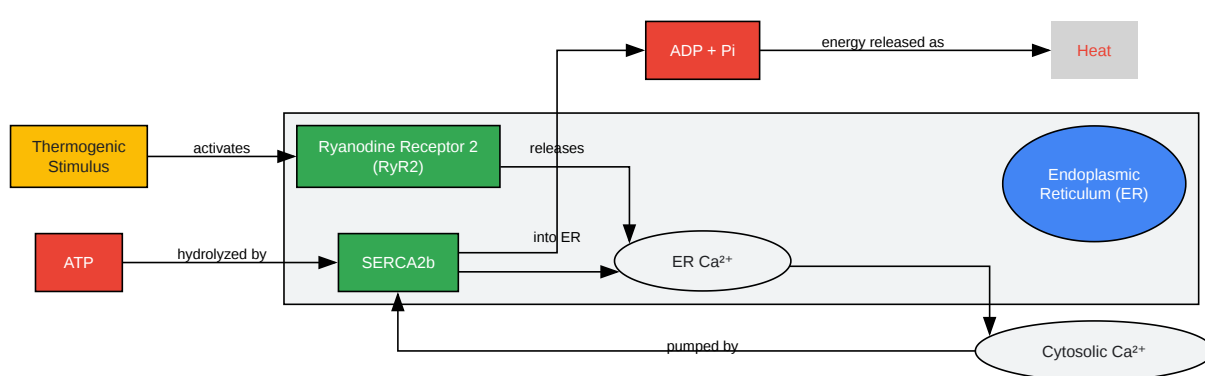 ADP + Pi
energy released as
Heat
Thermogenic
Stimulus
activates
Ryanodine Receptor 2
(RyR2)
releases
Endoplasmic
Reticulum (ER)
ATP
hydrolyzed by
SERCA2b
into ER
ER Ca²⁺
pumped by
Cytosolic Ca²⁺